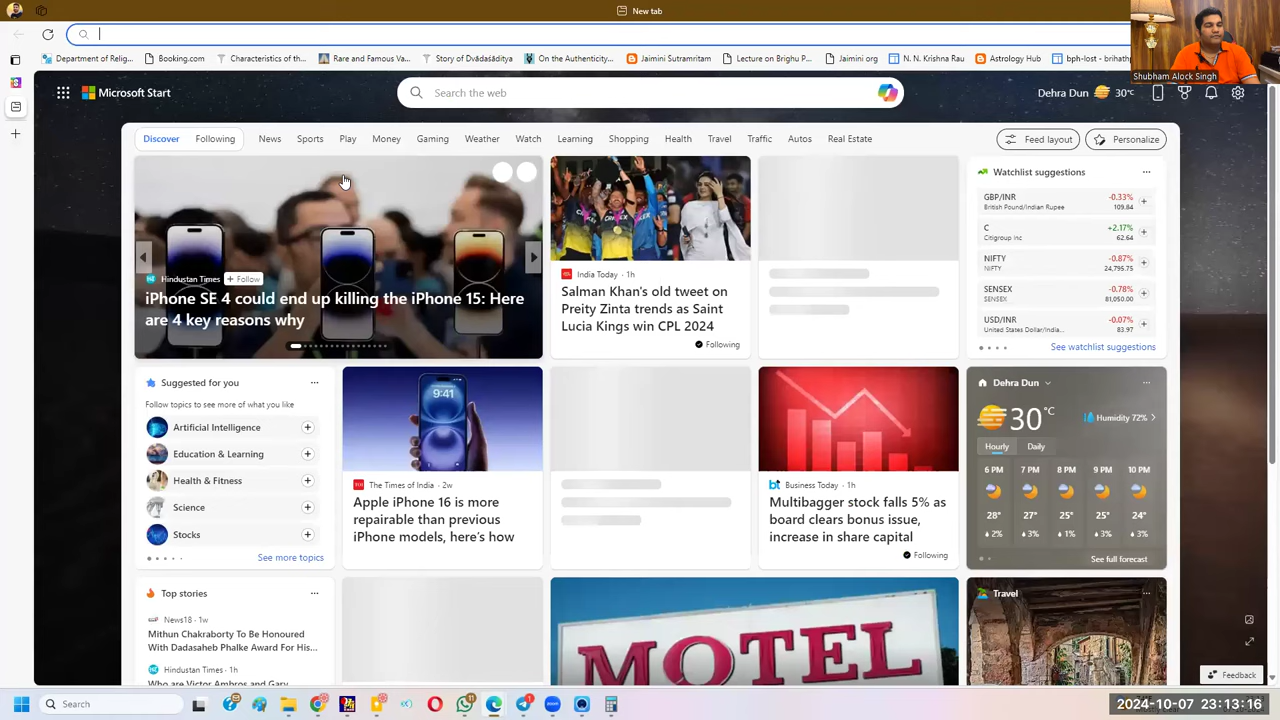 New tab
Department of Relig...
Booking.com
Characteristics of th...
Rare and Famous Va...
Story of Dvādaśāditya
On the Authenticity...
Jaimini Sutramritam
Lecture on Brighu P...
Jaimini org
N. N. Krishna Rau
Astrology Hub
bph-lost - brihathp
Shubham Alock Singh
Microsoft Start
Search the web
Dehra Dun
30°C
Discover
Following
News
Sports
Play
Money
Gaming
Weather
Watch
Learning
Shopping
Health
Travel
Traffic
Autos
Real Estate
Feed layout
Personalize
Hindustan Times
+ Follow
iPhone SE 4 could end up killing the iPhone 15: Here
are 4 key reasons why
India Today · 1h
Salman Khan's old tweet on
Preity Zinta trends as Saint
Lucia Kings win CPL 2024
Following
Watchlist suggestions
GBP/INR -0.33%
British Pound/Indian Rupee 109.84
C +2.17%
Citigroup Inc 62.64
NIFTY -0.87%
NIFTY 24,795.75
SENSEX -0.78%
SENSEX 81,050.00
USD/INR -0.07%
United States Dollar/India... 83.97
See watchlist suggestions
Suggested for you
Follow topics to see more of what you like
Artificial Intelligence
Education & Learning
Health & Fitness
Science
Stocks
See more topics
9:41
The Times of India · 2w
Apple iPhone 16 is more
repairable than previous
iPhone models, here's how
Business Today · 1h
Multibagger stock falls 5% as
board clears bonus issue,
increase in share capital
Following
Dehra Dun
30°C
Humidity 72%
Hourly
Daily
6 PM 7 PM 8 PM 9 PM 10 PM
28° 27° 25° 25° 24°
2% 3% 1% 3% 3%
See full forecast
Top stories
News18 · 1w
Mithun Chakraborty To Be Honoured
With Dadasaheb Phalke Award For His...
Hindustan Times · 1h
Who are Victor Ambros and Gary
MOTEL
Travel
Feedback
Search
2024-10-07 23:13:16